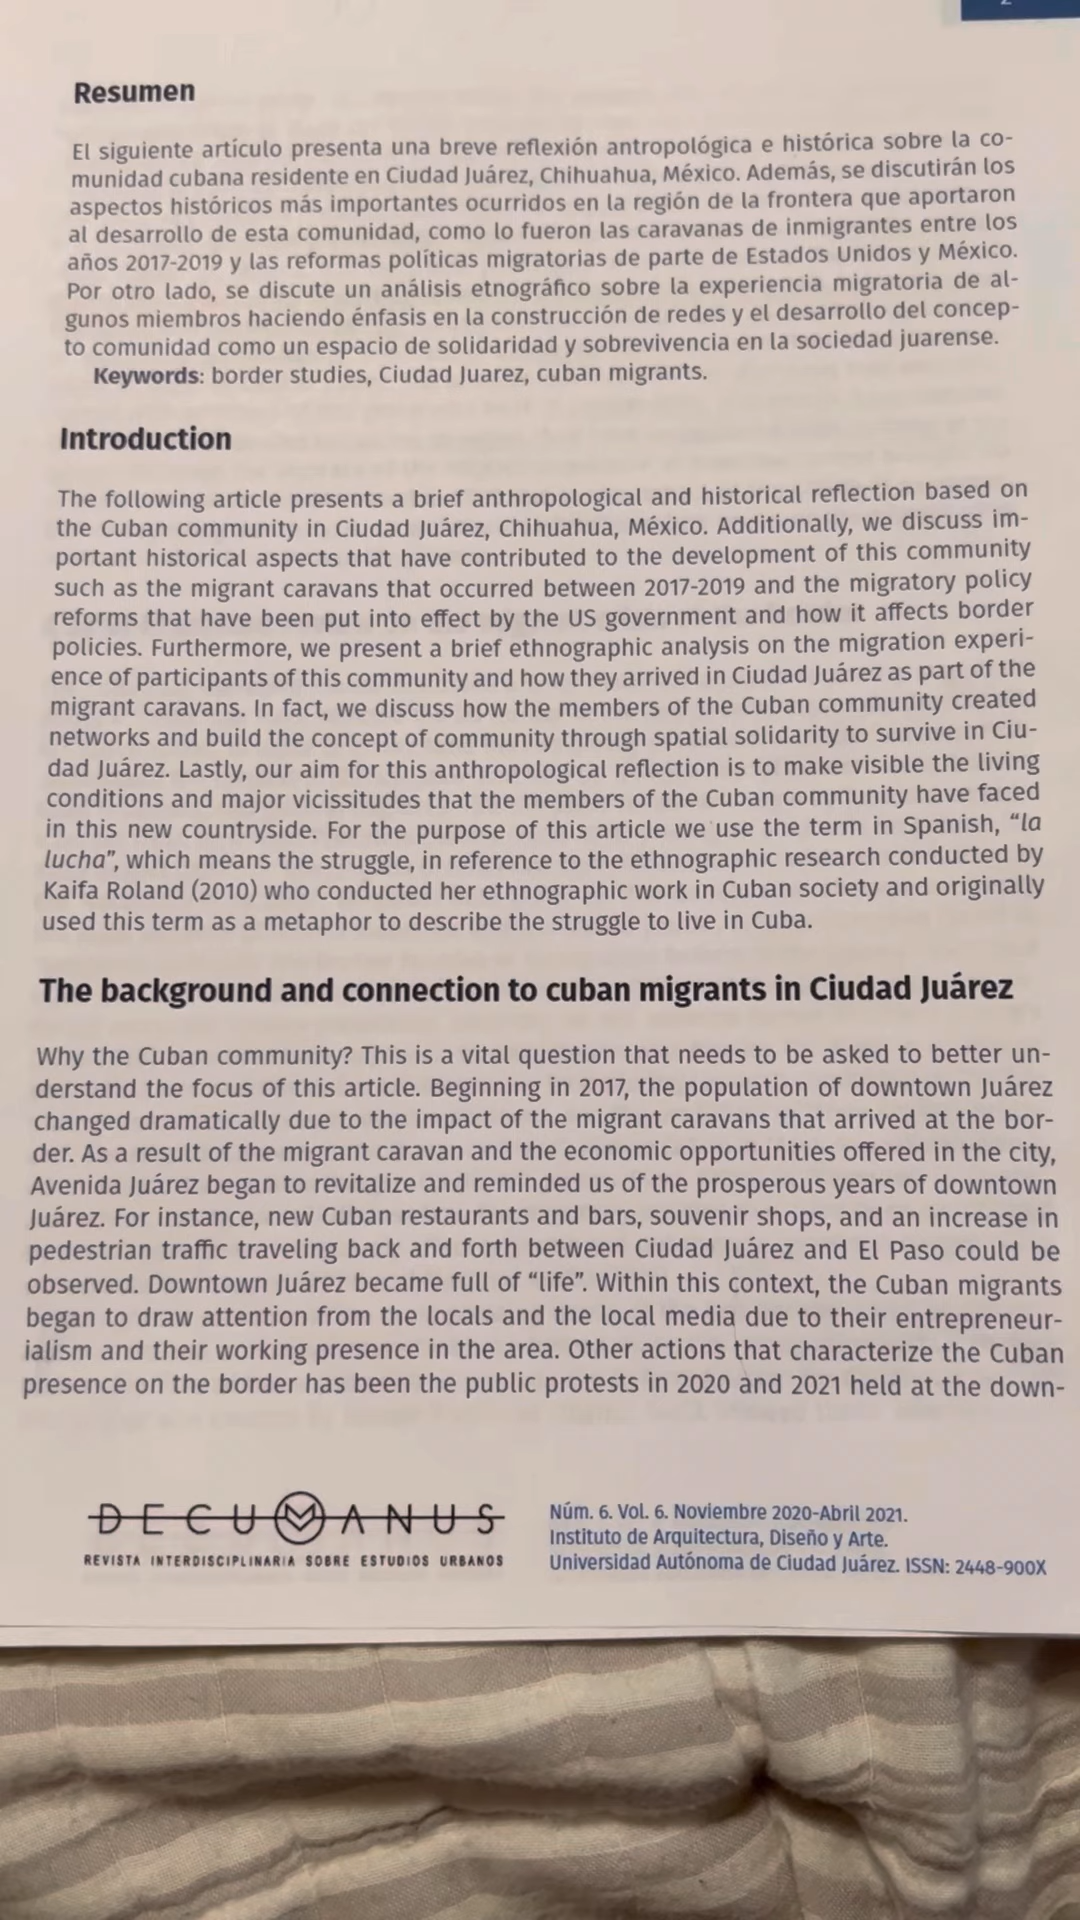 Resumen
El siguiente artículo presenta una breve reflexión antropológica e histórica sobre la co-
munidad cubana residente en Ciudad Juárez, Chihuahua, México. Además, se discutirán los
aspectos históricos más importantes ocurridos en la región de la frontera que aportaron
al desarrollo de esta comunidad, como lo fueron las caravanas de inmigrantes entre los
años 2017-2019 y las reformas políticas migratorias de parte de Estados Unidos y México.
Por otro lado, se discute un análisis etnográfico sobre la experiencia migratoria de al-
gunos miembros haciendo énfasis en la construcción de redes y el desarrollo del concep-
to comunidad como un espacio de solidaridad y sobrevivencia en la sociedad juarense.
Keywords: border studies, Ciudad Juarez, cuban migrants.
Introduction
The following article presents a brief anthropological and historical reflection based on
the Cuban community in Ciudad Juárez, Chihuahua, México. Additionally, we discuss im-
portant historical aspects that have contributed to the development of this community
such as the migrant caravans that occurred between 2017-2019 and the migratory policy
reforms that have been put into effect by the US government and how it affects border
policies. Furthermore, we present a brief ethnographic analysis on the migration experi-
ence of participants of this community and how they arrived in Ciudad Juárez as part of the
migrant caravans. In fact, we discuss how the members of the Cuban community created
networks and build the concept of community through spatial solidarity to survive in Ciu-
dad Juárez. Lastly, our aim for this anthropological reflection is to make visible the living
conditions and major vicissitudes that the members of the Cuban community have faced
in this new countryside. For the purpose of this article we use the term in Spanish, “la
lucha”, which means the struggle, in reference to the ethnographic research conducted by
Kaifa Roland (2010) who conducted her ethnographic work in Cuban society and originally
used this term as a metaphor to describe the struggle to live in Cuba.
The background and connection to cuban migrants in Ciudad Juárez
Why the Cuban community? This is a vital question that needs to be asked to better un-
derstand the focus of this article. Beginning in 2017, the population of downtown Juárez
changed dramatically due to the impact of the migrant caravans that arrived at the bor-
der. As a result of the migrant caravan and the economic opportunities offered in the city,
Avenida Juárez began to revitalize and reminded us of the prosperous years of downtown
Juárez. For instance, new Cuban restaurants and bars, souvenir shops, and an increase in
pedestrian traffic traveling back and forth between Ciudad Juárez and El Paso could be
observed. Downtown Juárez became full of “life”. Within this context, the Cuban migrants
began to draw attention from the locals and the local media due to their entrepreneur-
ialism and their working presence in the area. Other actions that characterize the Cuban
presence on the border has been the public protests in 2020 and 2021 held at the down-
DECUMANUS
REVISTA INTERDISCIPLINARIA SOBRE ESTUDIOS URBANOS
Núm. 6. Vol. 6. Noviembre 2020-Abril 2021.
Instituto de Arquitectura, Diseño y Arte.
Universidad Autónoma de Ciudad Juárez. ISSN: 2448-900X